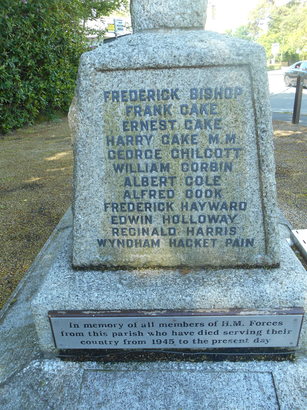 FREDERICK BISHOP
FRANK CAKE
ERNEST CAKE
HARRY CAKE M.M
GEORGE CHILCOTT
WILLIAM CORBIN
ALBERT COLE
ALFRED COOK
FREDERICK HAYWARD
EDWIN HOLLOWAY
REGINALD HARRIS
WYNDHAM HACKET PAIN
In memory of all members of H.M. Forces
from this parish who have died serving their
country from 1945 to the present day